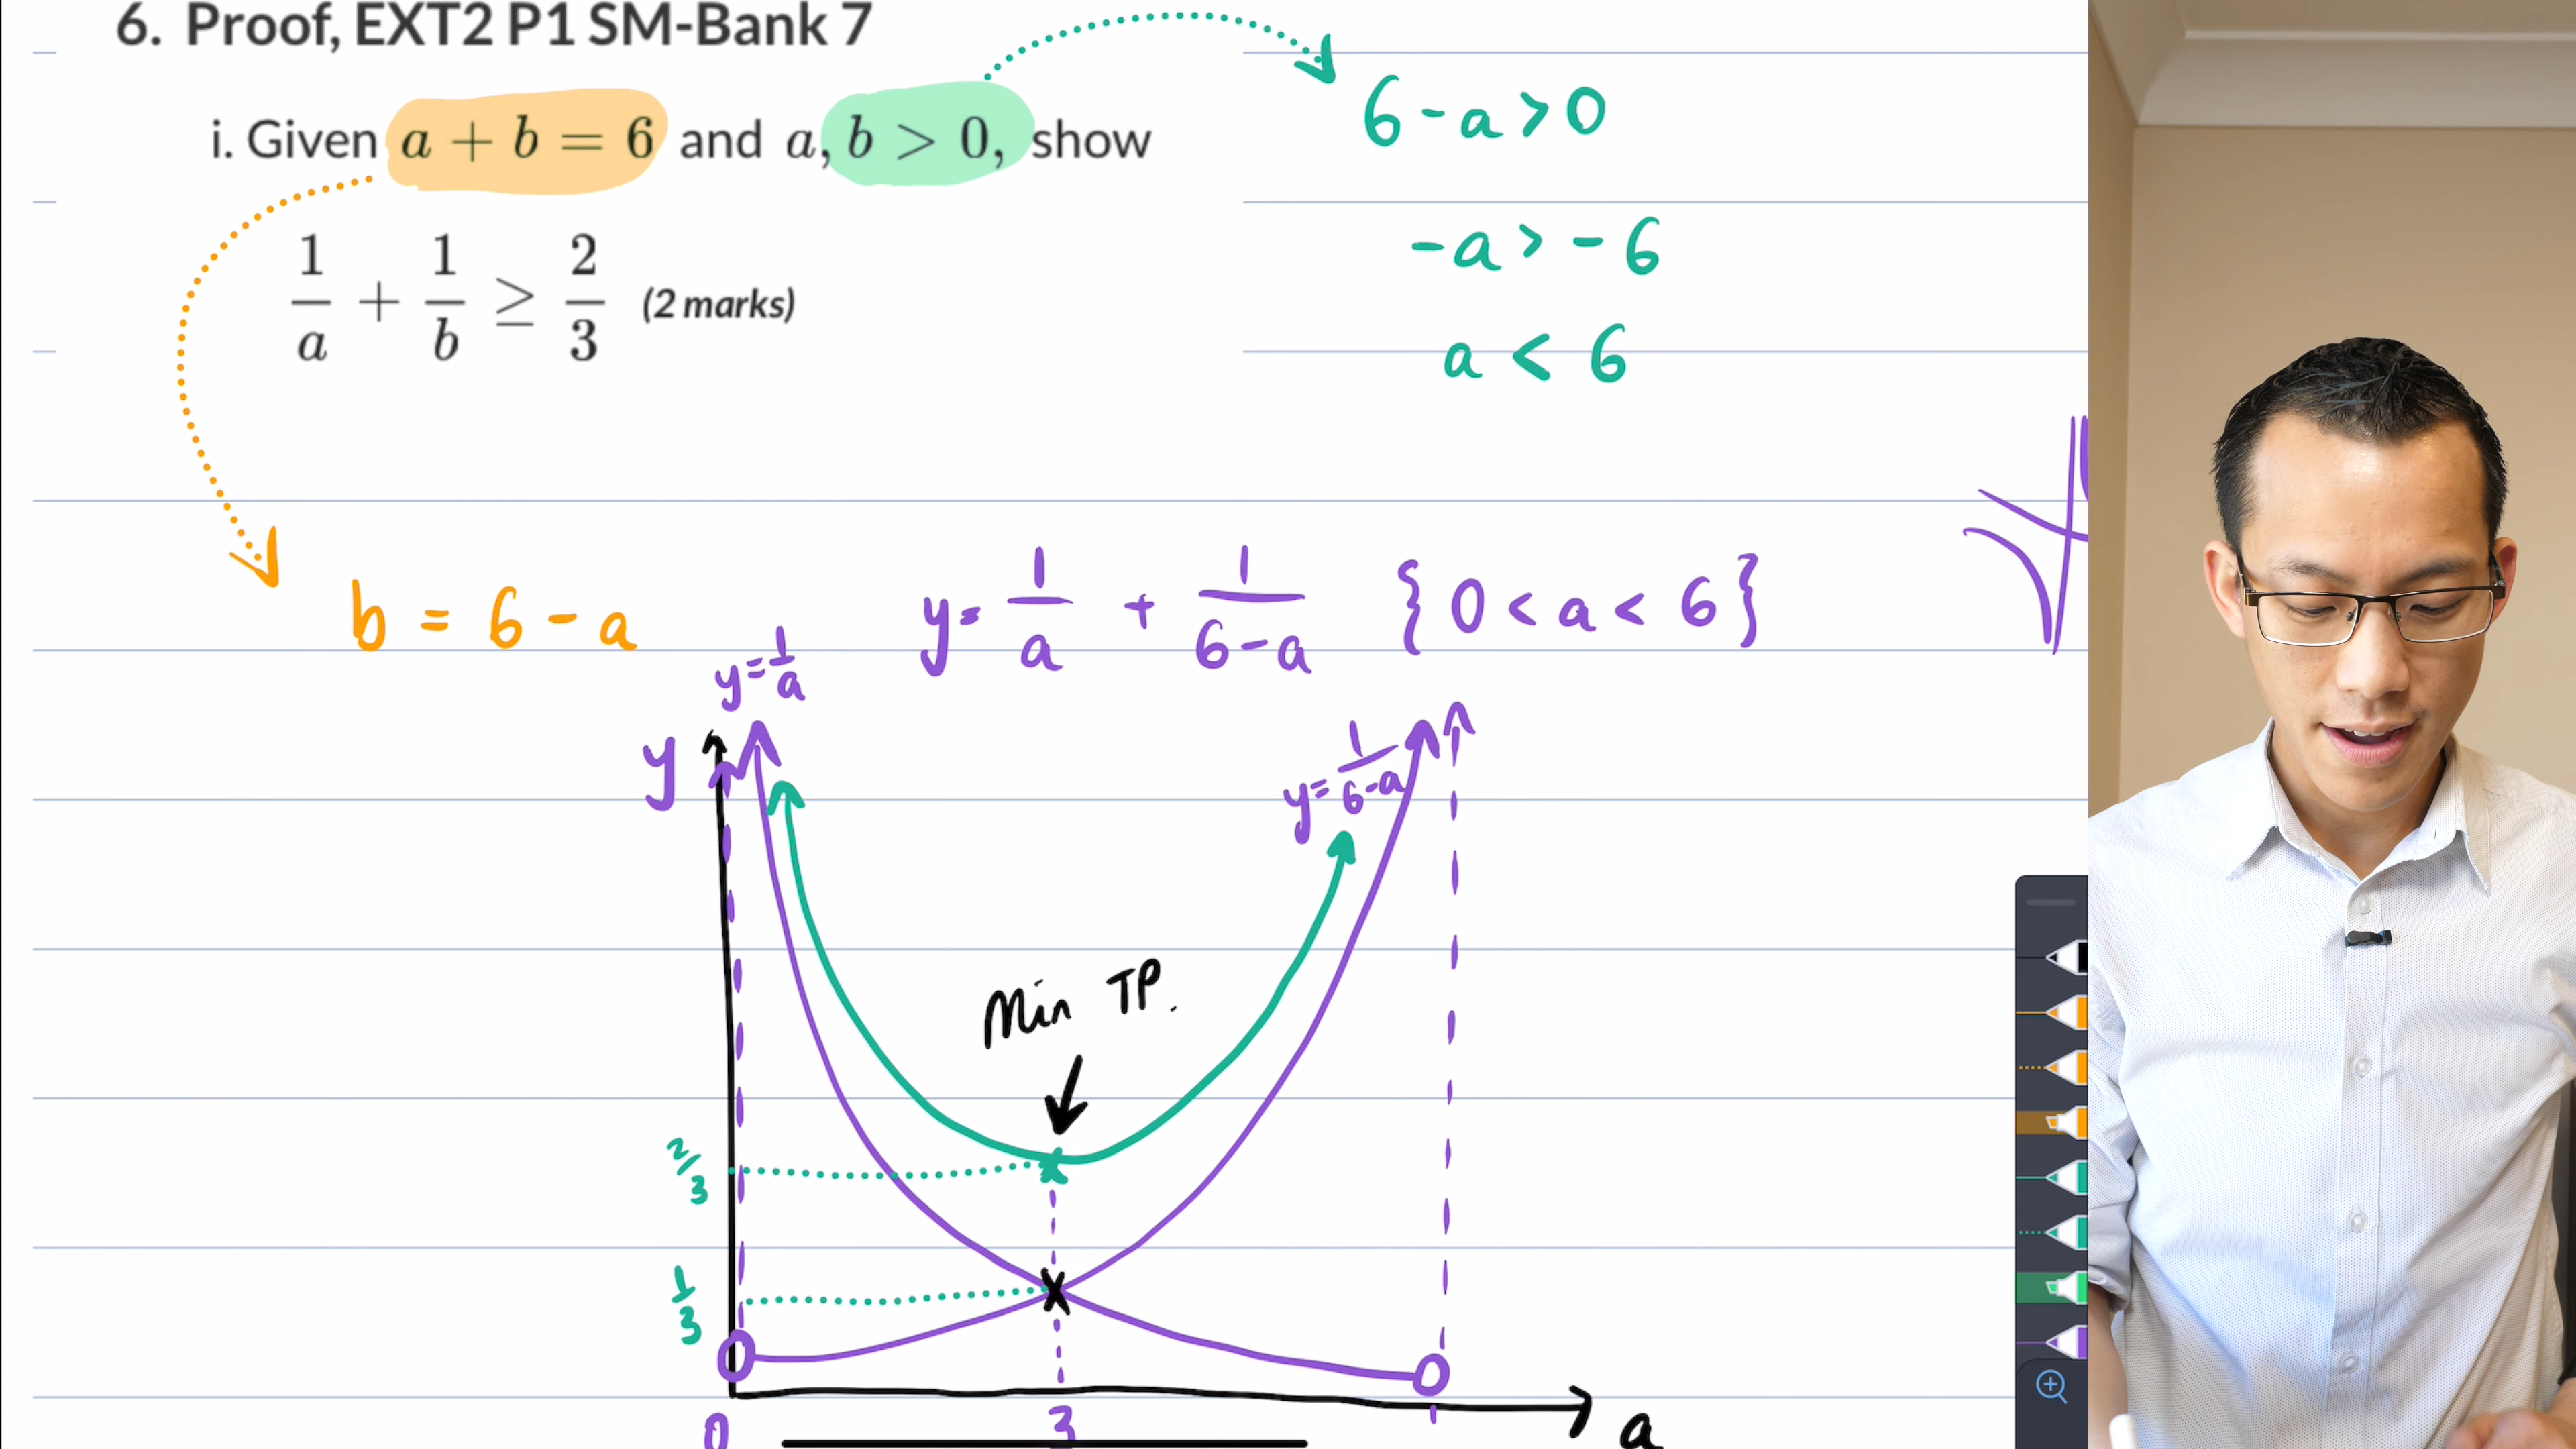 6. Proof, EXT2 P1 SM-Bank 7
i. Given a + b = 6 and a, b > 0, show
1/a + 1/b ≥ 2/3 (2 marks)
6-a>0
-a>-6
a < 6
b = 6 - a
y= 1/a + 1/(6-a) { 0 < a < 6 }
y=1/a
y
y=1/(6-a)
Min TP.
2/3
1/3
0
3
a